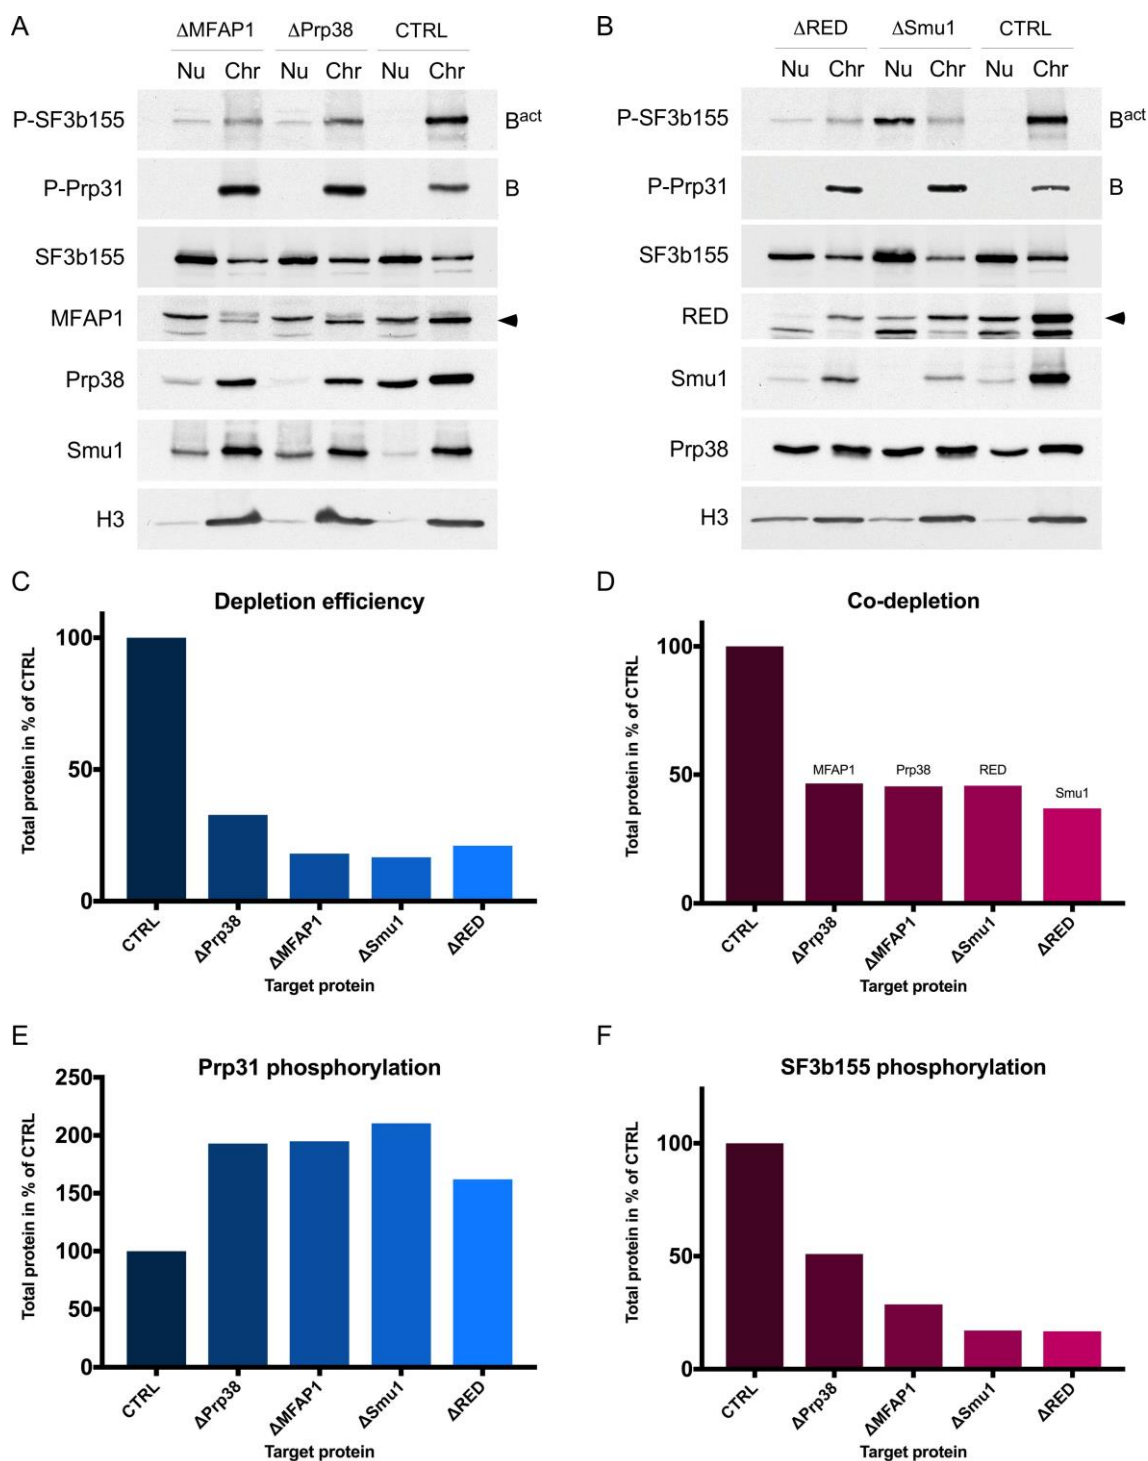 A
ΔMFAP1 ΔPrp38 CTRL
Nu Chr Nu Chr Nu Chr
P-SF3b155 Bact
P-Prp31 B
SF3b155
MFAP1
Prp38
Smu1
H3
B
ΔRED ΔSmu1 CTRL
Nu Chr Nu Chr Nu Chr
P-SF3b155 Bact
P-Prp31 B
SF3b155
RED
Smu1
Prp38
H3
C
Depletion efficiency
Total protein in % of CTRL
100
50
0
CTRL ΔPrp38 ΔMFAP1 ΔSmu1 ΔRED
Target protein
D
Co-depletion
Total protein in % of CTRL
100
50
0
MFAP1 Prp38 RED Smu1
CTRL ΔPrp38 ΔMFAP1 ΔSmu1 ΔRED
Target protein
E
Prp31 phosphorylation
Total protein in % of CTRL
250
200
150
100
50
0
CTRL ΔPrp38 ΔMFAP1 ΔSmu1 ΔRED
Target protein
F
SF3b155 phosphorylation
Total protein in % of CTRL
100
50
0
CTRL ΔPrp38 ΔMFAP1 ΔSmu1 ΔRED
Target protein